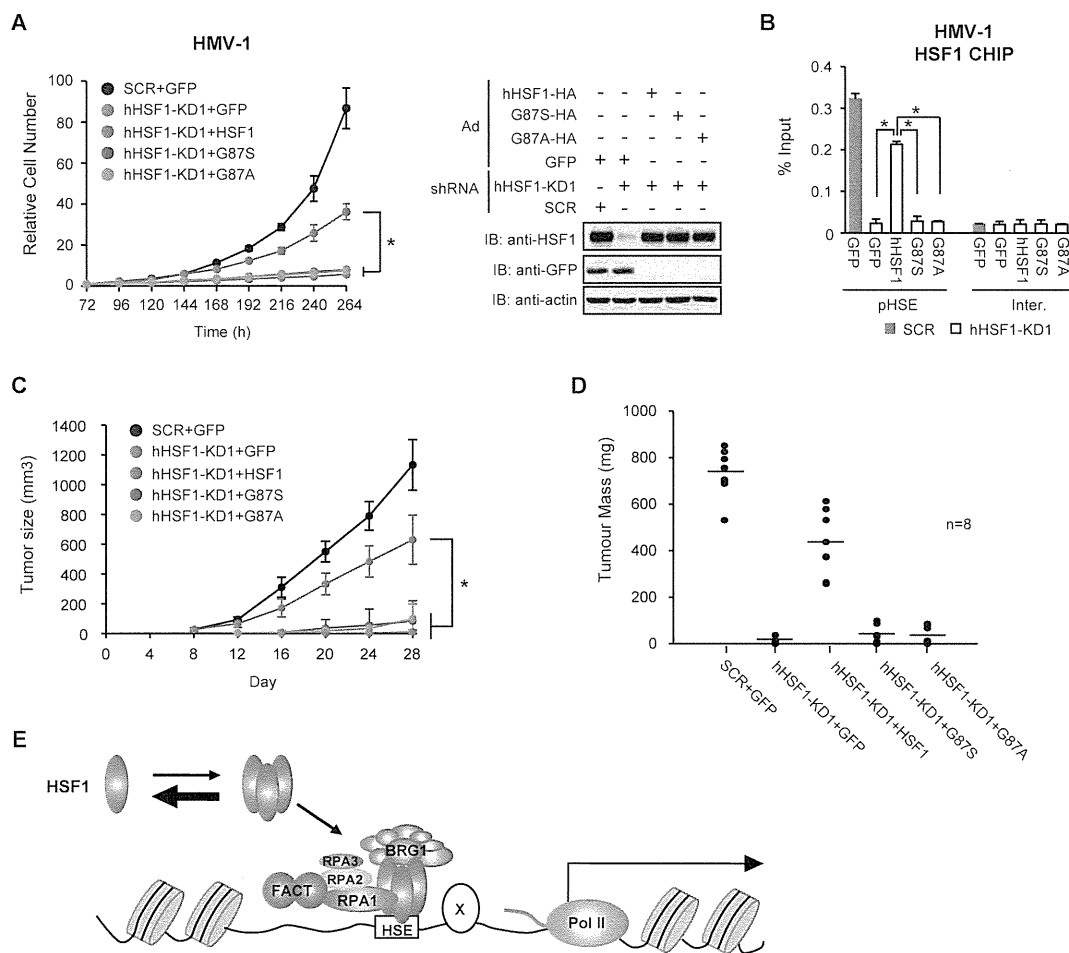 A
HMV-1
Relative Cell Number
100
80
60
40
20
0
SCR+GFP
hHSF1-KD1+GFP
hHSF1-KD1+HSF1
hHSF1-KD1+G87S
hHSF1-KD1+G87A
*
72 96 120 144 168 192 216 240 264
Time (h)
Ad
hHSF1-HA - - + - -
G87S-HA - - - + -
G87A-HA - - - - +
GFP + + - - -
shRNA
hHSF1-KD1 - + + + +
SCR + - - - -
IB: anti-HSF1
IB: anti-GFP
IB: anti-actin
B
HMV-1
HSF1 CHIP
% Input
0.4
0.3
0.2
0.1
0
* * *
GFP GFP hHSF1 G87S G87A GFP GFP hHSF1 G87S G87A
pHSE Inter.
SCR hHSF1-KD1
C
Tumor size (mm3)
1400
1200
1000
800
600
400
200
0
SCR+GFP
hHSF1-KD1+GFP
hHSF1-KD1+HSF1
hHSF1-KD1+G87S
hHSF1-KD1+G87A
*
0 4 8 12 16 20 24 28
Day
D
Tumour Mass (mg)
1000
800
600
400
200
0
n=8
SCR+GFP
hHSF1-KD1+GFP
hHSF1-KD1+HSF1
hHSF1-KD1+G87S
hHSF1-KD1+G87A
E
HSF1
BRG1
RPA3
RPA2
FACT
RPA1
HSE
X
Pol II